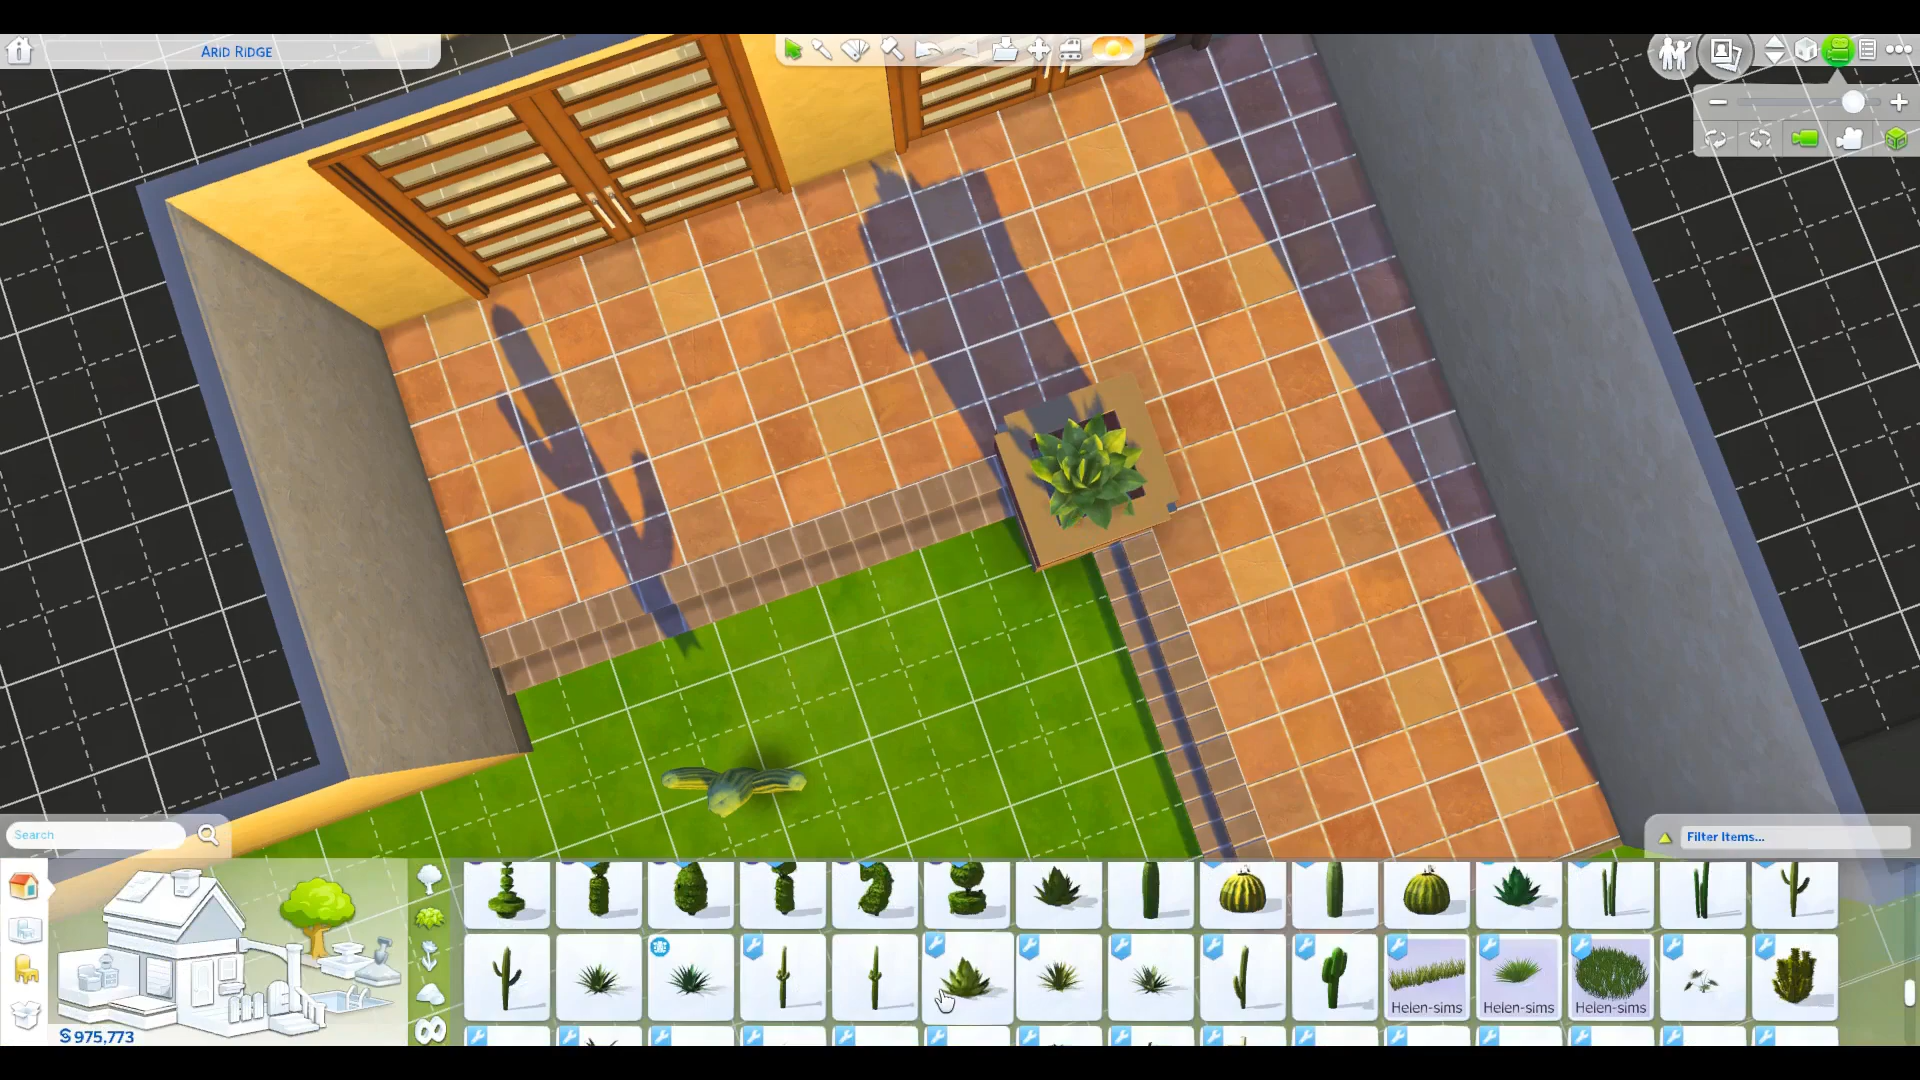 Arid Ridge
Search
Filter Items...
Helen-sims
Helen-sims
Helen-sims
§975,773